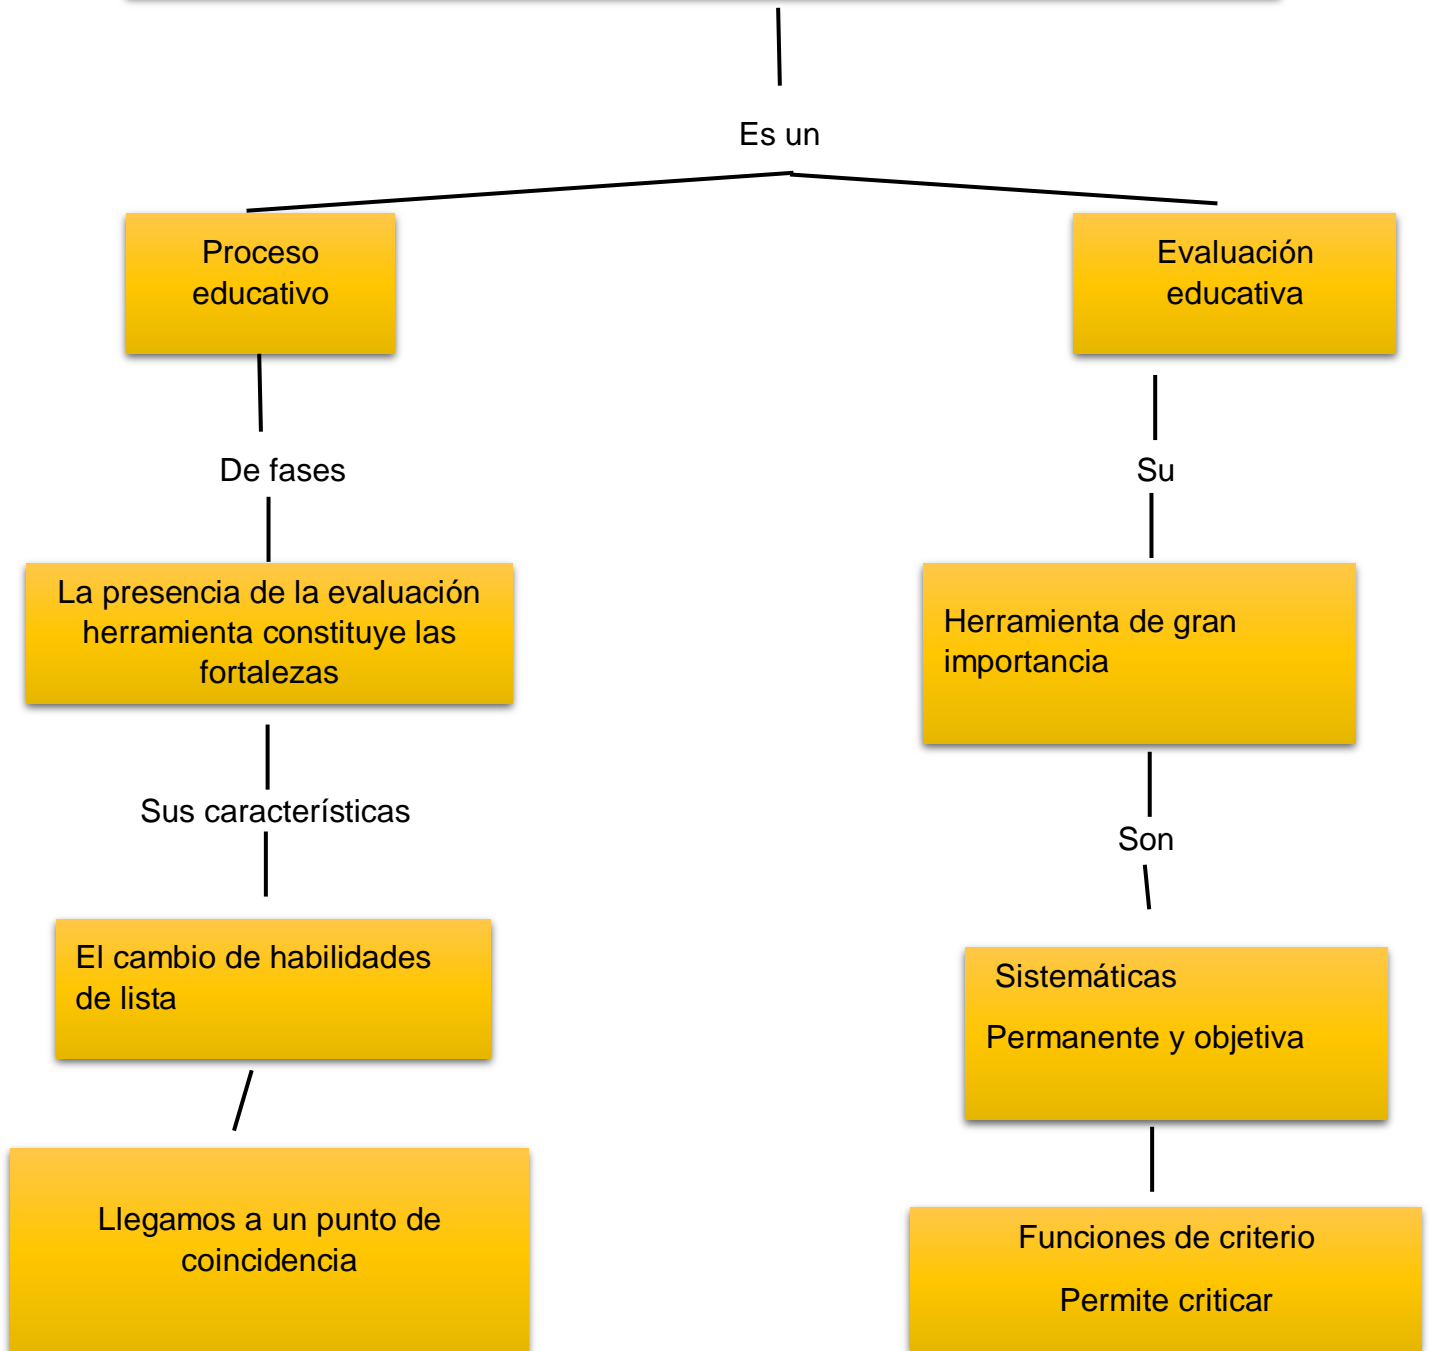 Es un
Proceso
educativo
Evaluación
educativa
De fases
Su
La presencia de la evaluación
herramienta constituye las
fortalezas
Herramienta de gran
importancia
Sus características
Son
El cambio de habilidades
de lista
Sistemáticas
Permanente y objetiva
Llegamos a un punto de
coincidencia
Funciones de criterio
Permite criticar